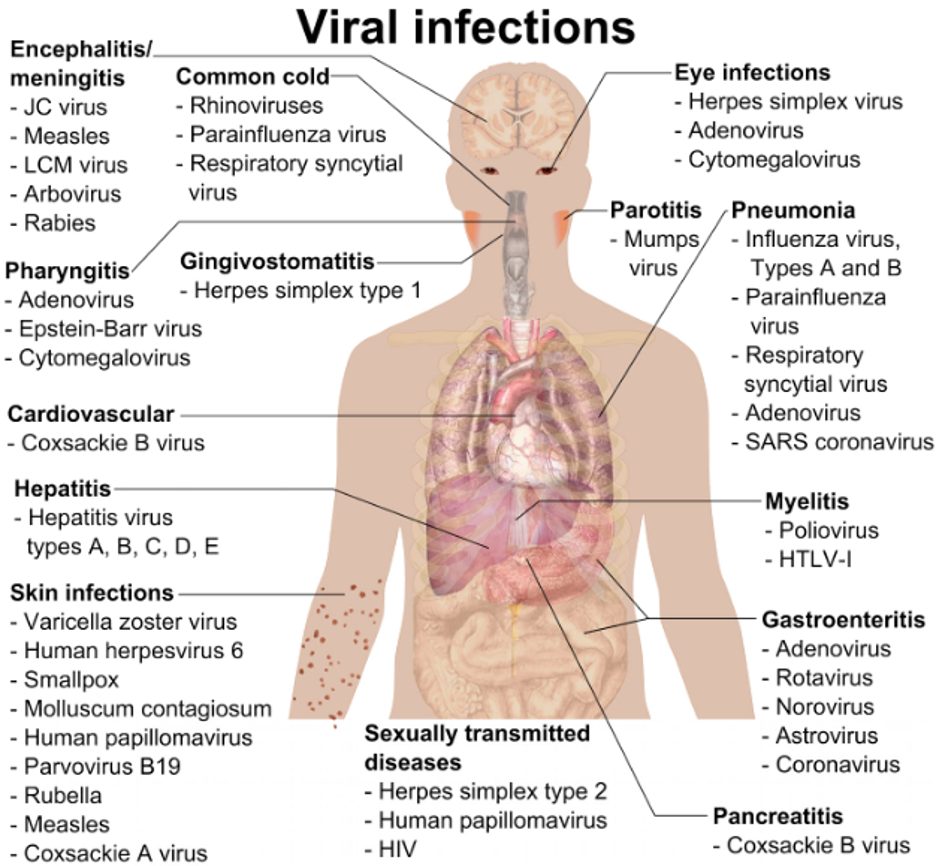 Viral infections
Encephalitis/
meningitis
- JC virus
- Measles
- LCM virus
- Arbovirus
- Rabies
Common cold
- Rhinoviruses
- Parainfluenza virus
- Respiratory syncytial
virus
Eye infections
- Herpes simplex virus
- Adenovirus
- Cytomegalovirus
Parotitis
- Mumps
virus
Pneumonia
- Influenza virus,
Types A and B
- Parainfluenza
virus
- Respiratory
syncytial virus
- Adenovirus
- SARS coronavirus
Pharyngitis
- Adenovirus
- Epstein-Barr virus
- Cytomegalovirus
Gingivostomatitis
- Herpes simplex type 1
Cardiovascular
- Coxsackie B virus
Hepatitis
- Hepatitis virus
types A, B, C, D, E
Myelitis
- Poliovirus
- HTLV-I
Skin infections
- Varicella zoster virus
- Human herpesvirus 6
- Smallpox
- Molluscum contagiosum
- Human papillomavirus
- Parvovirus B19
- Rubella
- Measles
- Coxsackie A virus
Gastroenteritis
- Adenovirus
- Rotavirus
- Norovirus
- Astrovirus
- Coronavirus
Sexually transmitted
diseases
- Herpes simplex type 2
- Human papillomavirus
- HIV
Pancreatitis
- Coxsackie B virus